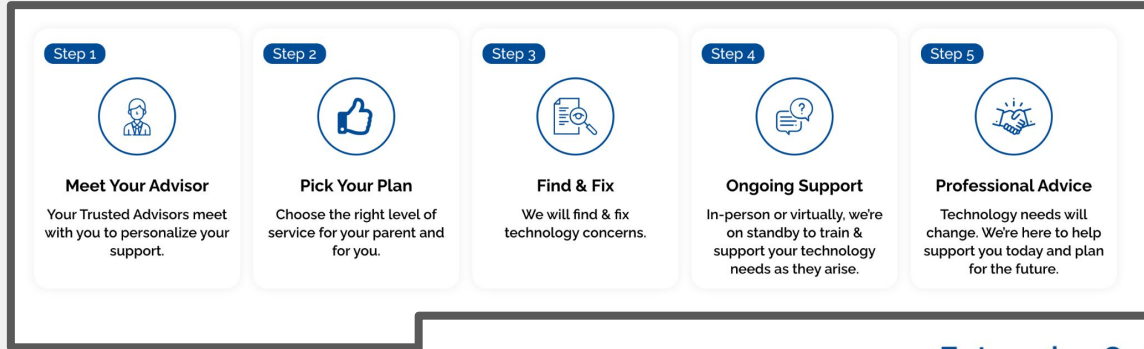 Step 1
Meet Your Advisor
Your Trusted Advisors meet
with you to personalize your
support.
Step 2
Pick Your Plan
Choose the right level of
service for your parent and
for you.
Step 3
Find & Fix
We will find & fix
technology concerns.
Step 4
Ongoing Support
In-person or virtually, we're
on standby to train &
support your technology
needs as they arise.
Step 5
Professional Advice
Technology needs will
change. We're here to help
support you today and plan
for the future.